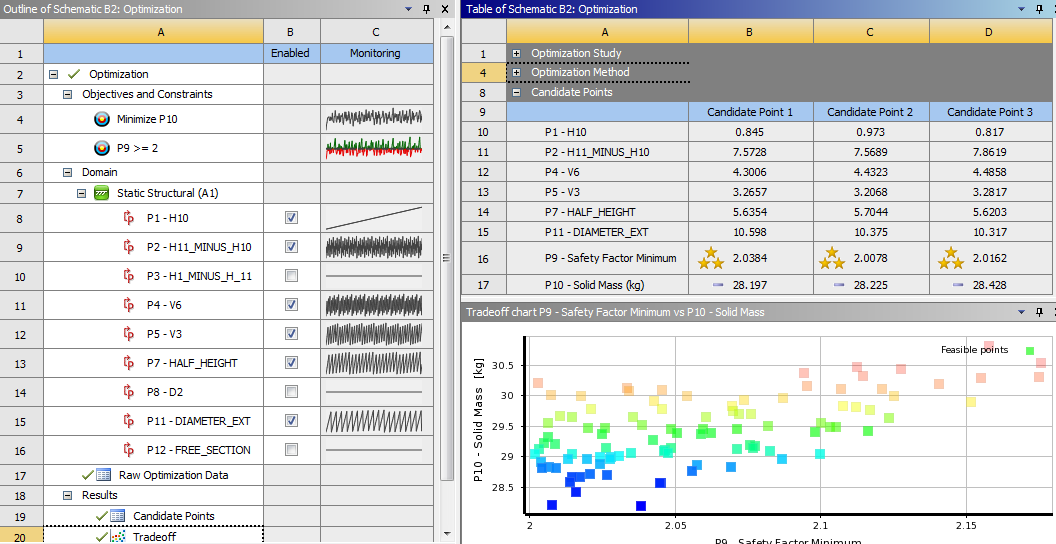 Outline of Schematic B2: Optimization
A B C
1 Enabled Monitoring
2 Optimization
3 Objectives and Constraints
4 Minimize P10
5 P9 >= 2
6 Domain
7 Static Structural (A1)
8 P1 - H10
9 P2 - H11_MINUS_H10
10 P3 - H1_MINUS_H_11
11 P4 - V6
12 P5 - V3
13 P7 - HALF_HEIGHT
14 P8 - D2
15 P11 - DIAMETER_EXT
16 P12 - FREE_SECTION
17 Raw Optimization Data
18 Results
19 Candidate Points
20 Tradeoff
Table of Schematic B2: Optimization
A B C D
1 Optimization Study
4 Optimization Method
8 Candidate Points
9 Candidate Point 1 Candidate Point 2 Candidate Point 3
10 P1 - H10 0.845 0.973 0.817
11 P2 - H11_MINUS_H10 7.5728 7.5689 7.8619
12 P4 - V6 4.3006 4.4323 4.4858
13 P5 - V3 3.2657 3.2068 3.2817
14 P7 - HALF_HEIGHT 5.6354 5.7044 5.6203
15 P11 - DIAMETER_EXT 10.598 10.375 10.317
16 P9 - Safety Factor Minimum 2.0384 2.0078 2.0162
17 P10 - Solid Mass (kg) 28.197 28.225 28.428
Tradeoff chart P9 - Safety Factor Minimum vs P10 - Solid Mass
Feasible points
P10 - Solid Mass [kg]
30.5
30
29.5
29
28.5
2 2.05 2.1 2.15
P9 - Safety Factor Minimum